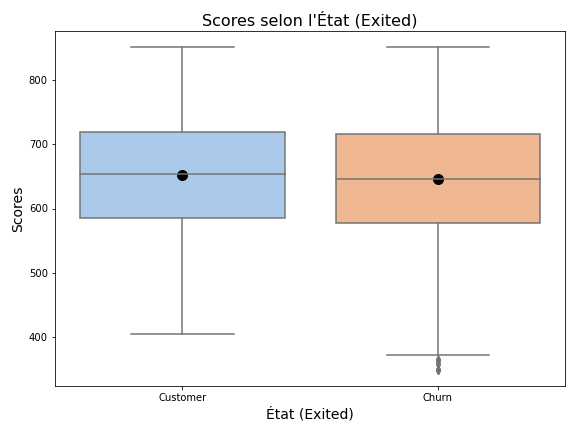 Scores selon l'État (Exited)
Scores
800
700
600
500
400
Customer
Churn
État (Exited)